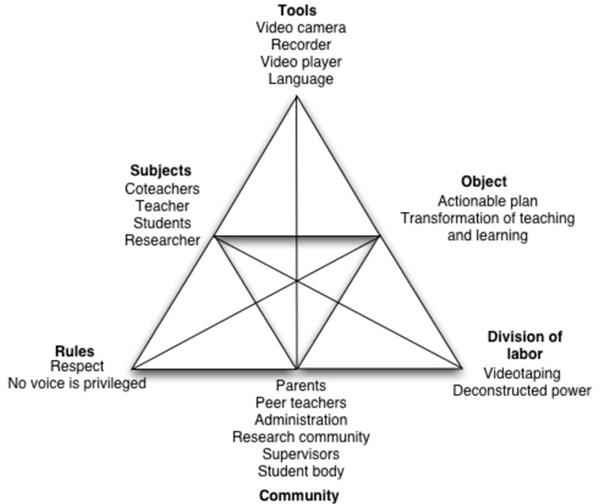 Tools
Video camera
Recorder
Video player
Language
Subjects
Coteachers
Teacher
Students
Researcher
Object
Actionable plan
Transformation of teaching
and learning
Rules
Respect
No voice is privileged
Division of
labor
Videotaping
Deconstructed power
Parents
Peer teachers
Administration
Research community
Supervisors
Student body
Community